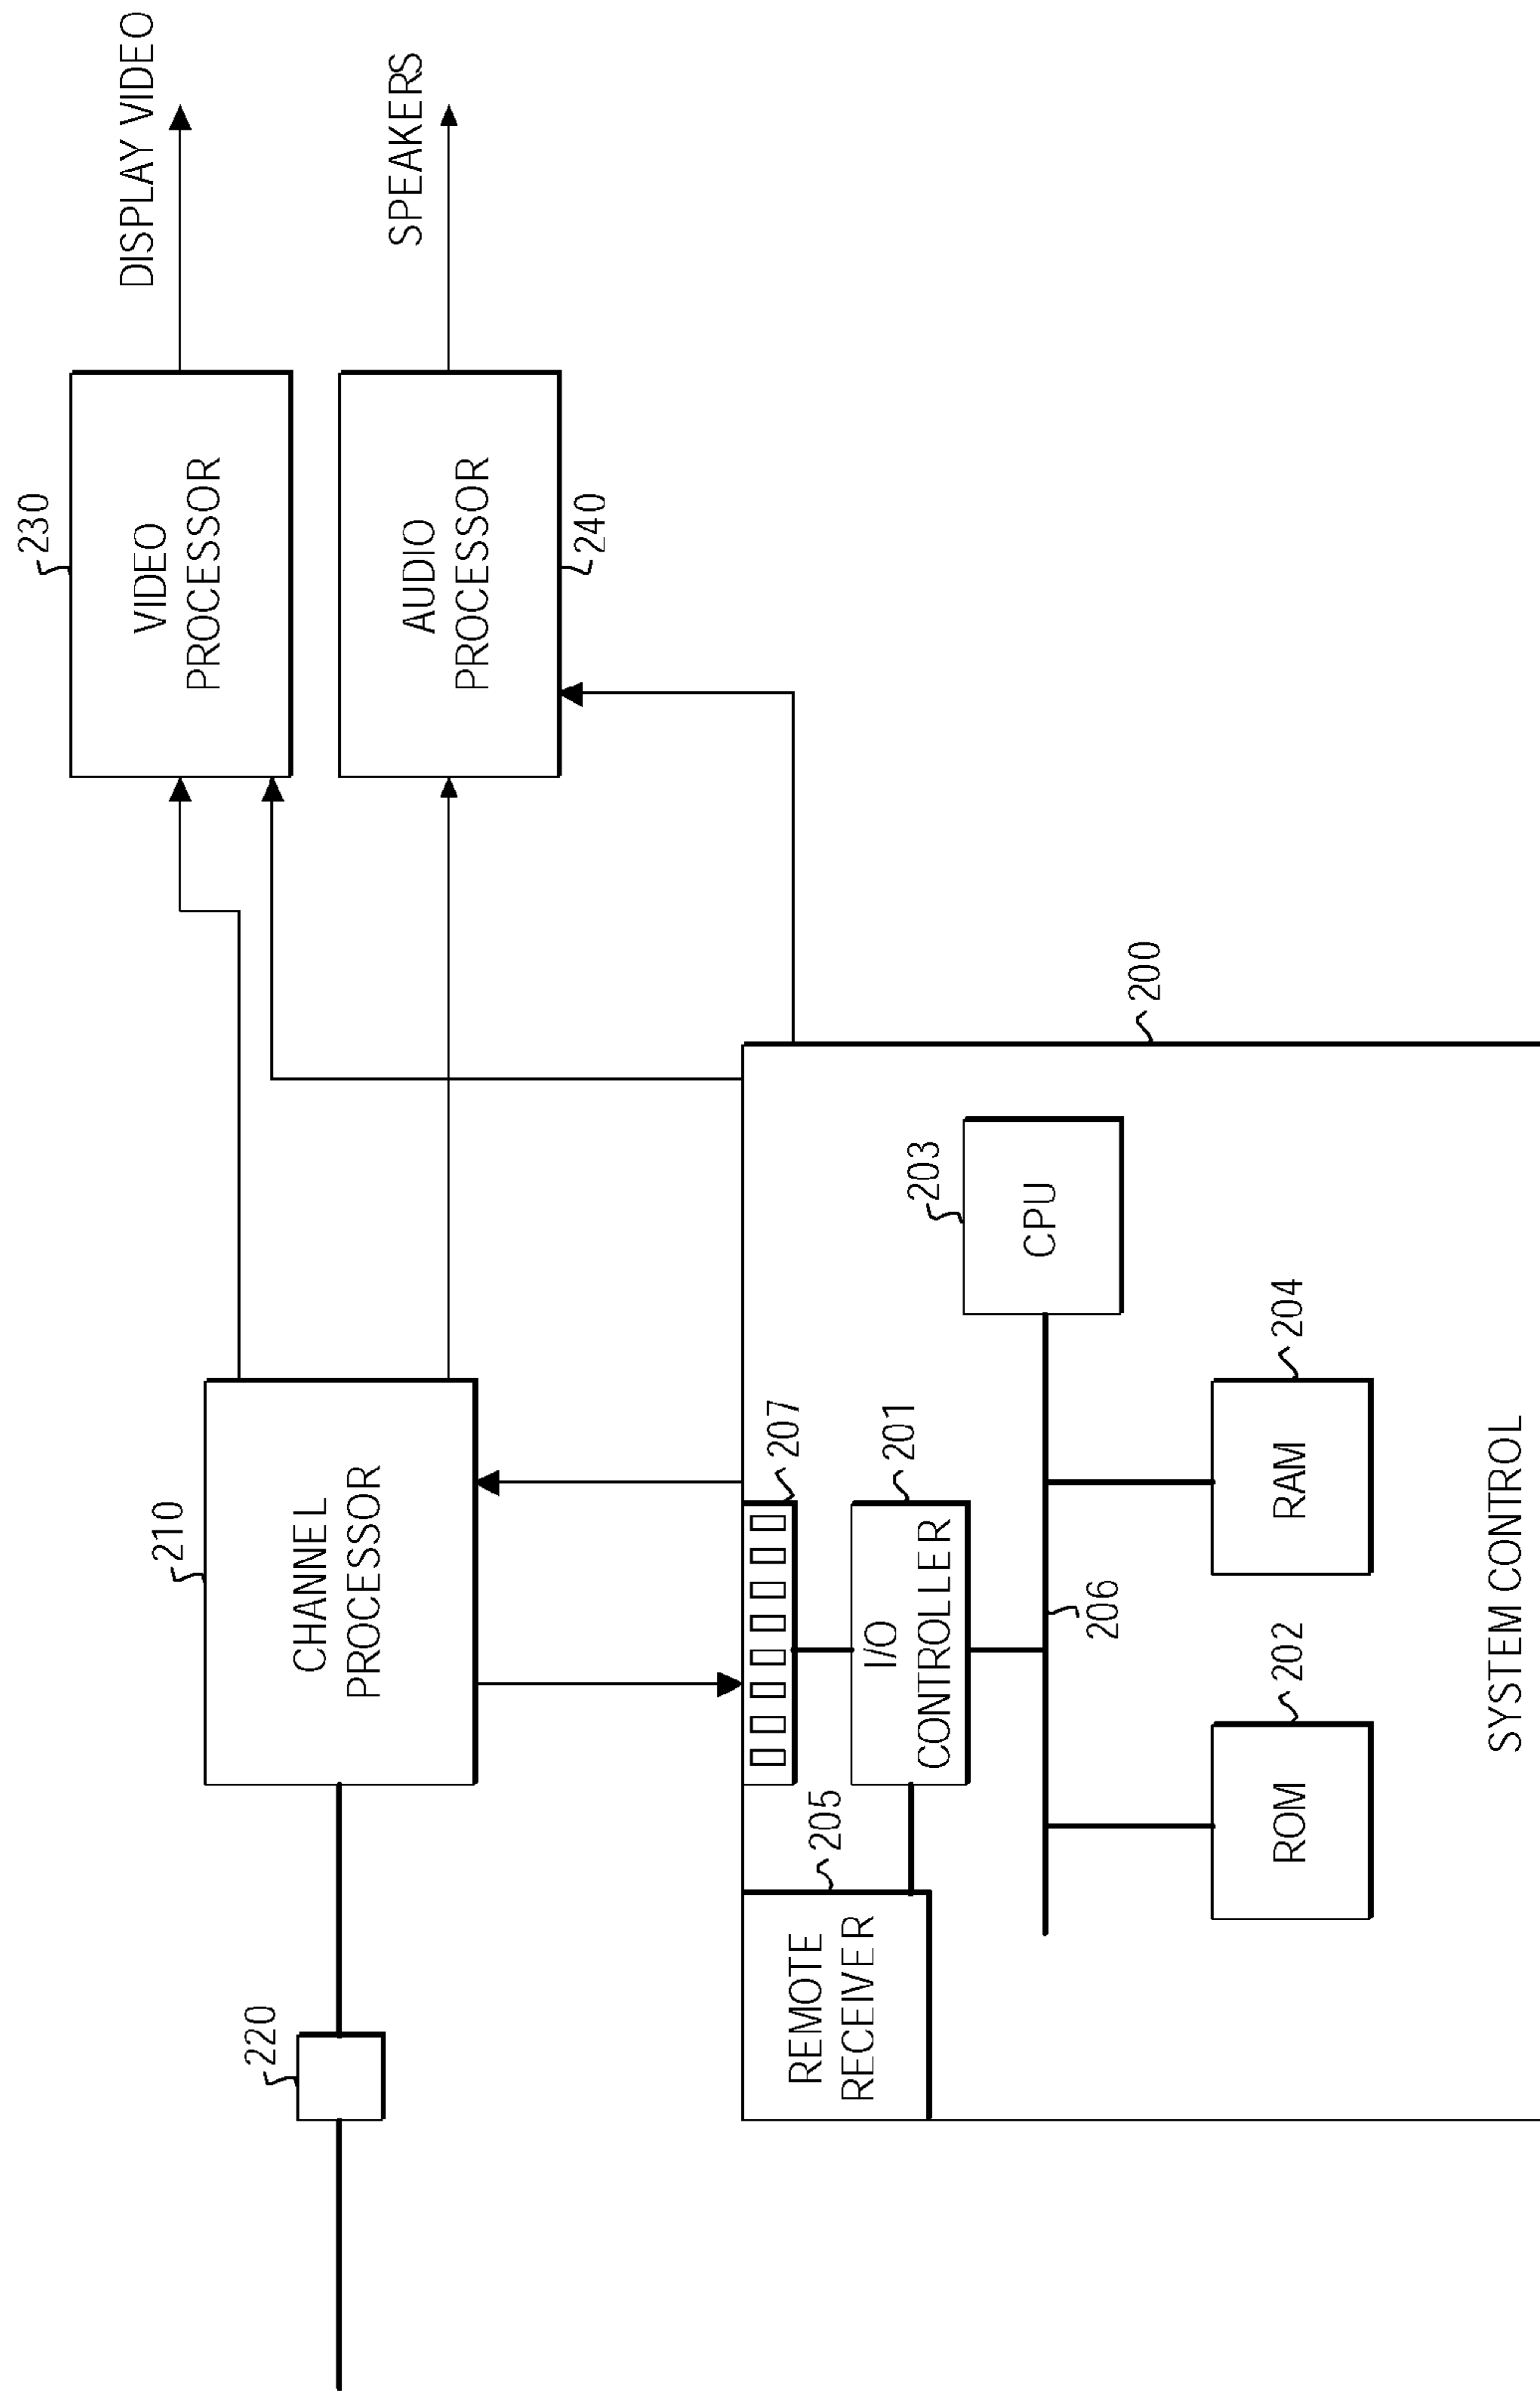 DISPLAY VIDEO
SPEAKERS
230
VIDEO
PROCESSOR
AUDIO
PROCESSOR
240
210
CHANNEL
PROCESSOR
220
200
203
CPU
207
201
I/O
CONTROLLER
204
RAM
206
202
ROM
205
REMOTE
RECEIVER
SYSTEM CONTROL